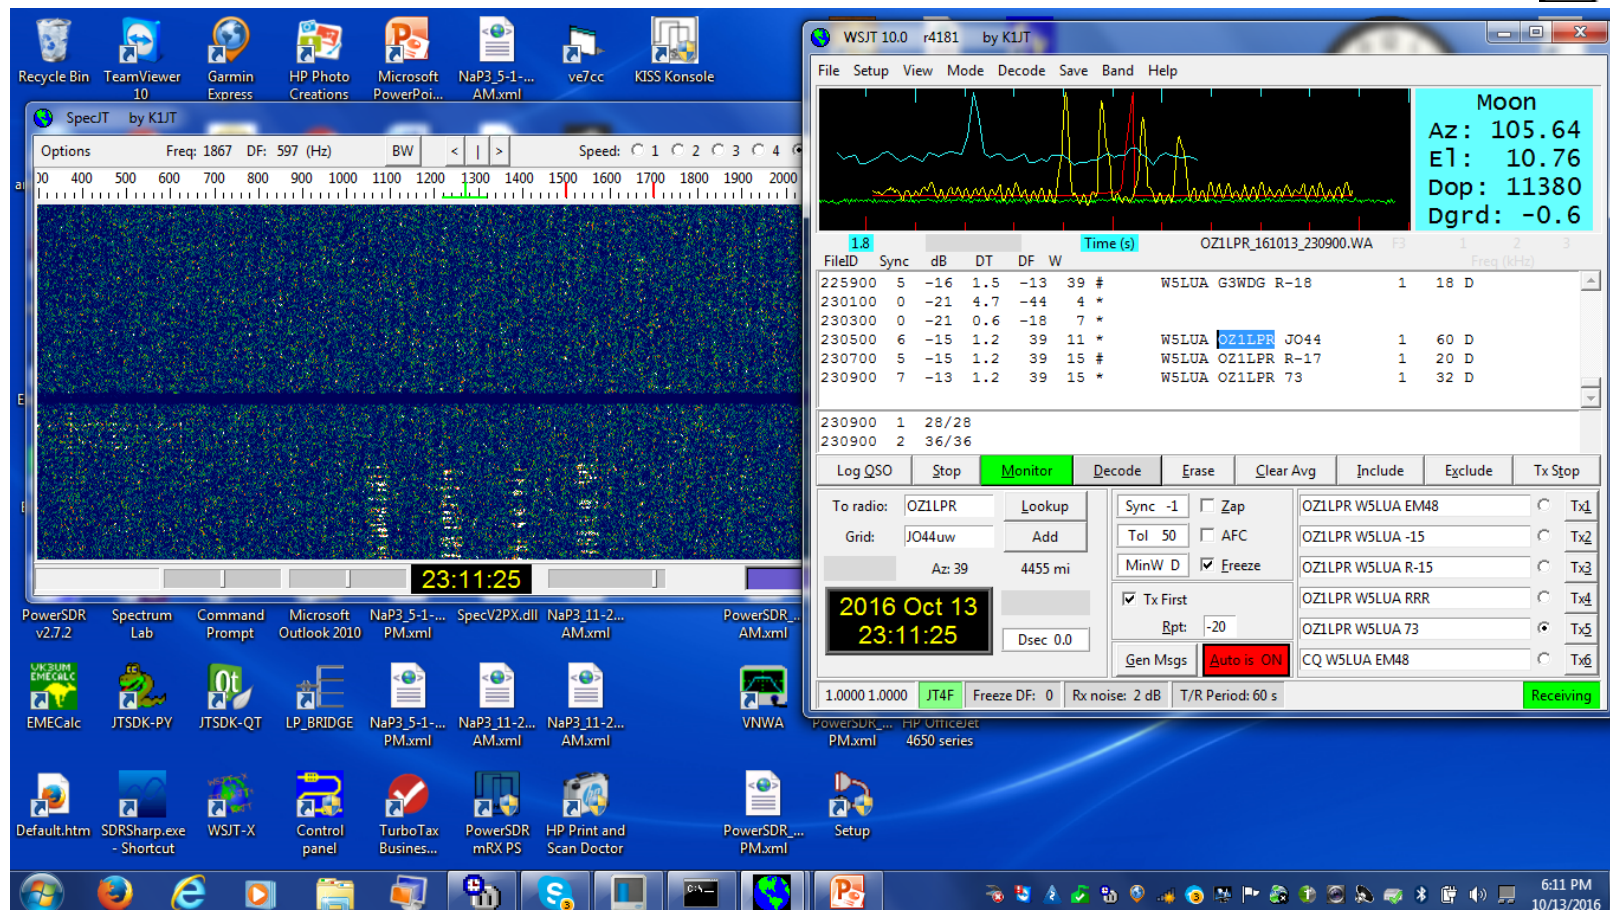 Recycle Bin
TeamViewer 10
Garmin Express
HP Photo Creations
Microsoft PowerPoi...
NaP3_5-1-... AM.xml
ve7cc
KISS Konsole
SpecJT by K1JT
Options Freq: 1867 DF: 597 (Hz) BW < | > Speed: 1 2 3 4
400 500 600 700 800 900 1000 1100 1200 1300 1400 1500 1600 1700 1800 1900 2000
23:11:25
WSJT 10.0 r4181 by K1JT
File Setup View Mode Decode Save Band Help
Moon
Az: 105.64
El: 10.76
Dop: 11380
Dgrd: -0.6
1.8 Time (s) OZ1LPR_161013_230900.WA F3 1 2 3
FileID Sync dB DT DF W Freq (kHz)
225900 5 -16 1.5 -13 39 # W5LUA G3WDG R-18 1 18 D
230100 0 -21 4.7 -44 4 *
230300 0 -21 0.6 -18 7 *
230500 6 -15 1.2 39 11 * W5LUA OZ1LPR JO44 1 60 D
230700 5 -15 1.2 39 15 # W5LUA OZ1LPR R-17 1 20 D
230900 7 -13 1.2 39 15 * W5LUA OZ1LPR 73 1 32 D
230900 1 28/28
230900 2 36/36
Log QSO Stop Monitor Decode Erase Clear Avg Include Exclude Tx Stop
To radio: OZ1LPR Lookup
Grid: JO44uw Add
Az: 39 4455 mi
2016 Oct 13
23:11:25
Dsec 0.0
Sync -1 Zap
Tol 50 AFC
MinW D Freeze
Tx First
Rpt: -20
Gen Msgs Auto is ON
OZ1LPR W5LUA EM48 Tx1
OZ1LPR W5LUA -15 Tx2
OZ1LPR W5LUA R-15 Tx3
OZ1LPR W5LUA RRR Tx4
OZ1LPR W5LUA 73 Tx5
CQ W5LUA EM48 Tx6
1.0000 1.0000 JT4F Freeze DF: 0 Rx noise: 2 dB T/R Period: 60 s Receiving
PowerSDR v2.7.2
Spectrum Lab
Command Prompt
Microsoft Outlook 2010
NaP3_5-1-... PM.xml
SpecV2PX.dll
NaP3_11-2... AM.xml
PowerSDR_... AM.xml
VK3UM
EMECALC
EMECalc
JTSDK-PY
Qt
JTSDK-QT
LP_BRIDGE
NaP3_5-1-... PM.xml
NaP3_11-2... AM.xml
NaP3_11-2... AM.xml
VNWA
PowerSDR_... PM.xml
HP OfficeJet 4650 series
Default.htm
SDRSharp.exe - Shortcut
WSJT-X
Control panel
TurboTax Busines...
PowerSDR mRX PS
HP Print and Scan Doctor
PowerSDR_... PM.xml
Setup
6:11 PM
10/13/2016